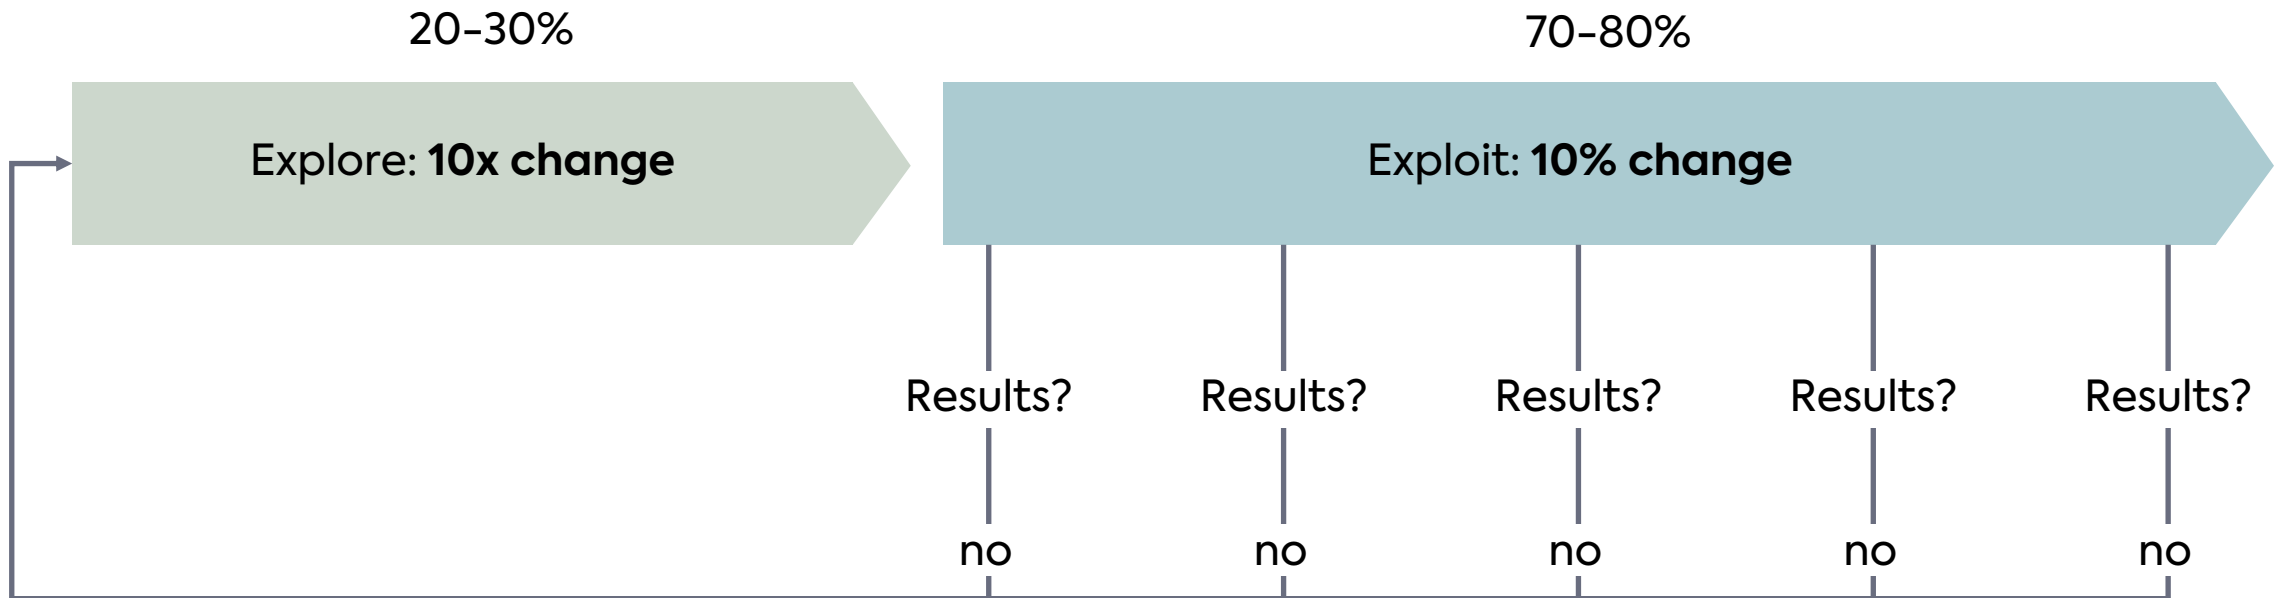 20-30%
70-80%
Explore: 10x change
Exploit: 10% change
Results?
Results?
Results?
Results?
Results?
no
no
no
no
no